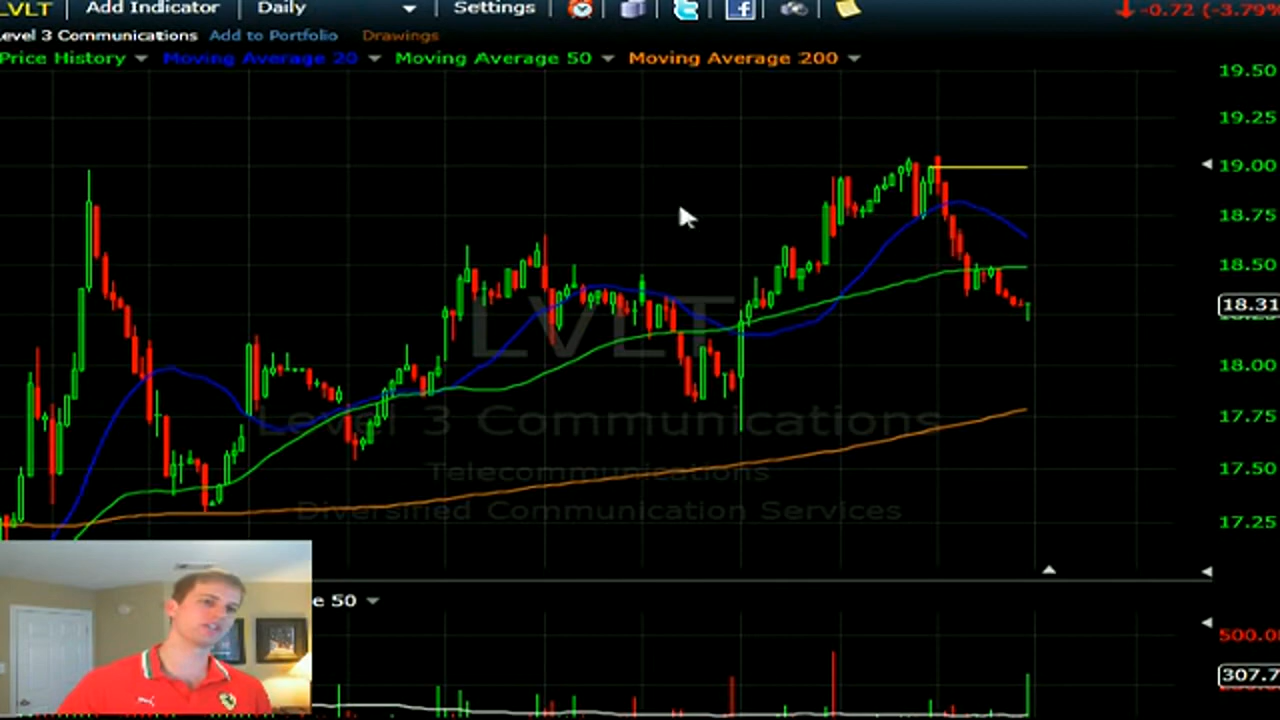 LVLT Add Indicator Daily Settings -0.72 (-3.79%
Level 3 Communications Add to Portfolio Drawings
Price History Moving Average 20 Moving Average 50 Moving Average 200
19.50
19.25
19.00
18.75
18.50
18.31
LVLT
18.00
17.75
Level 3 Communications
17.50
Telecommunications
Diversified Communication Services
17.25
e 50
500.0
307.7